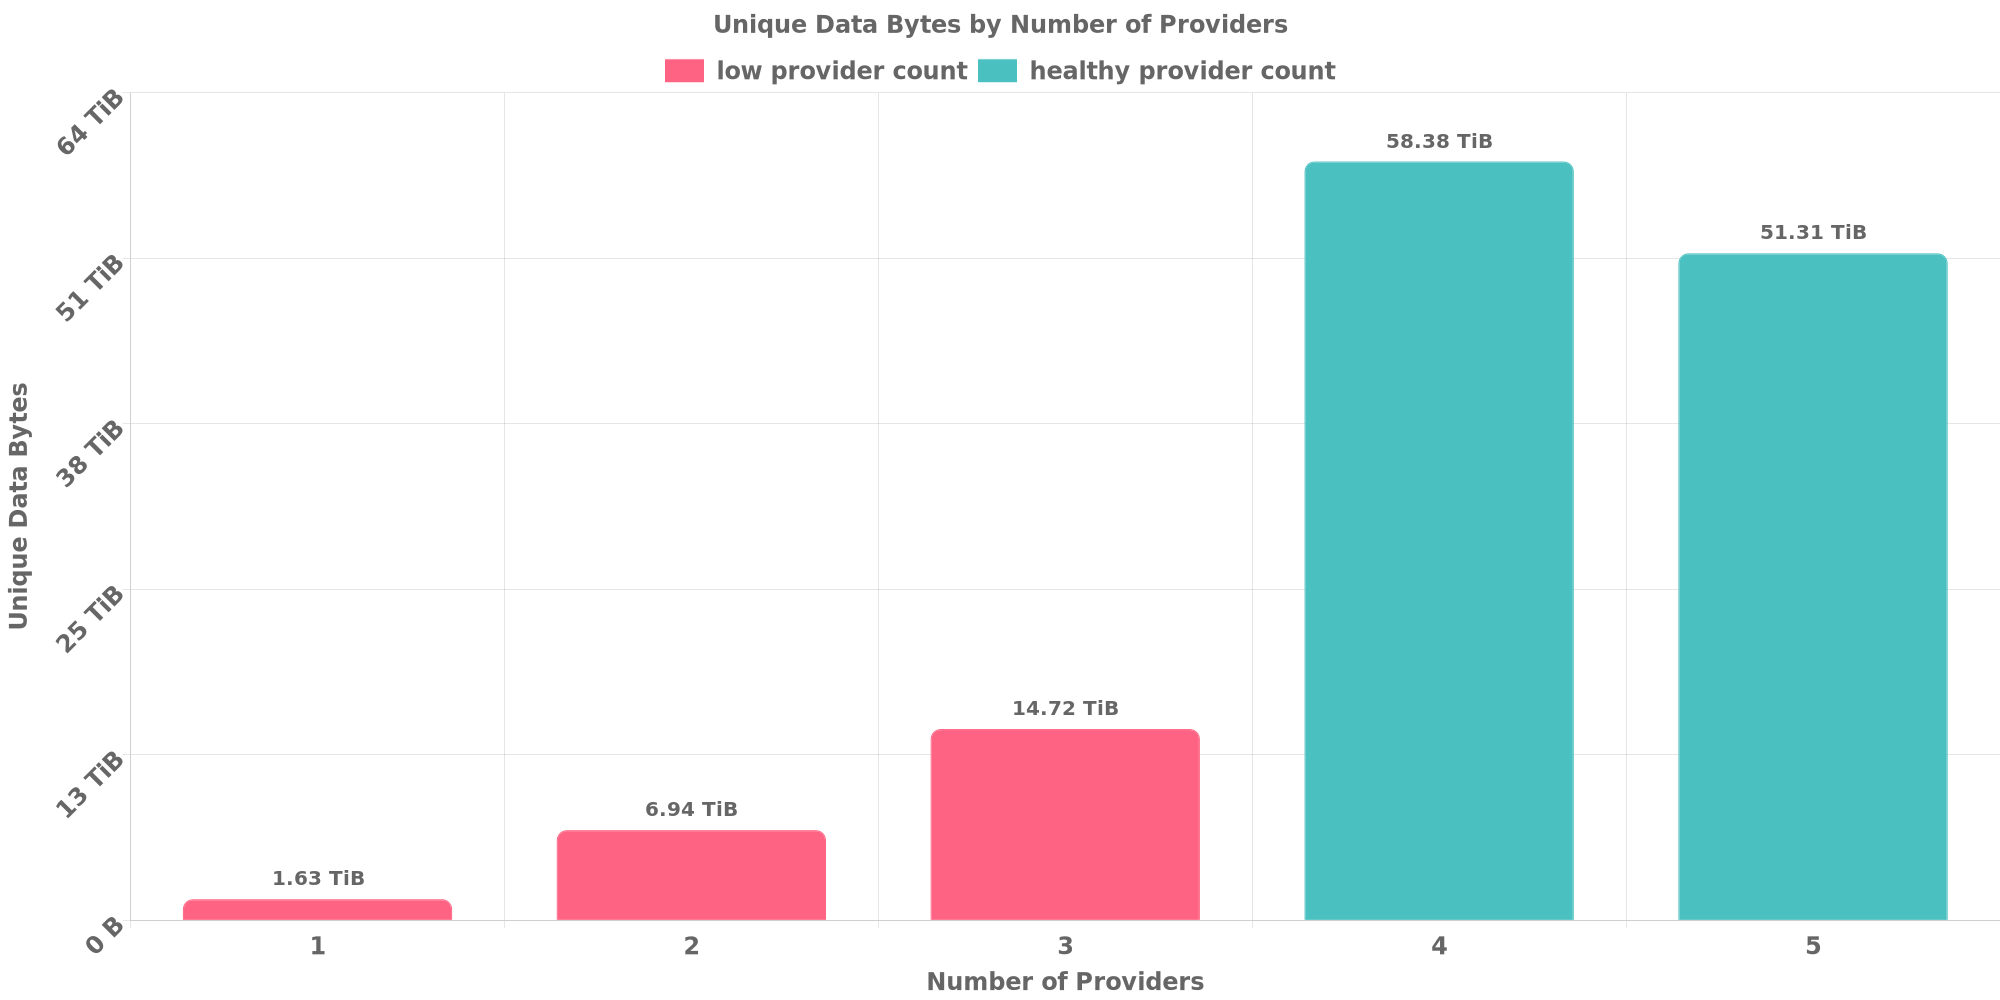 Unique Data Bytes by Number of Providers
low provider count healthy provider count
64 TiB
51 TiB
38 TiB
25 TiB
13 TiB
0 B
Unique Data Bytes
1.63 TiB
6.94 TiB
14.72 TiB
58.38 TiB
51.31 TiB
1 2 3 4 5
Number of Providers